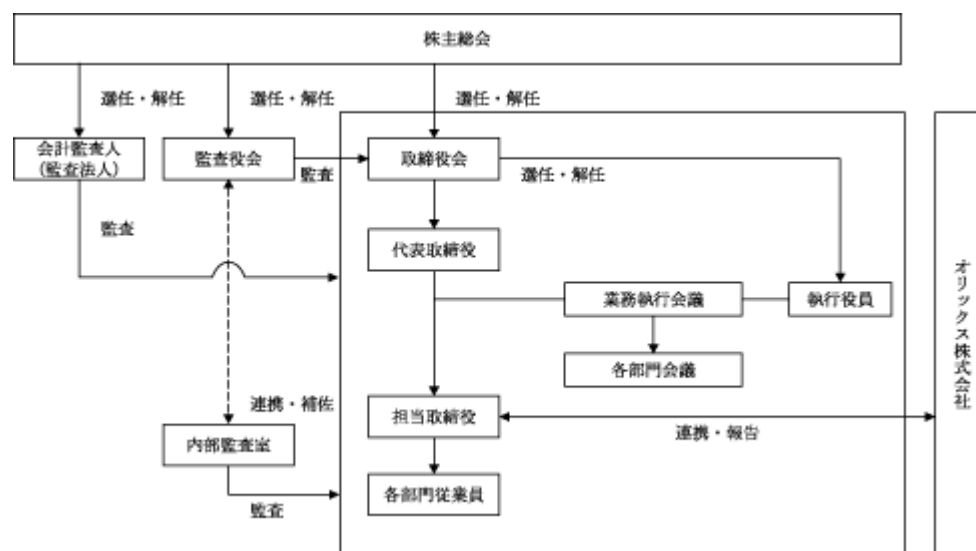 株主総会
選任・解任
選任・解任
選任・解任
会計監査人
(監査法人)
監査役会
監査
取締役会
選任・解任
監査
代表取締役
業務執行会議
執行役員
各部門会議
連携・補佐
担当取締役
連携・報告
内部監査室
監査
各部門従業員
オリックス株式会社